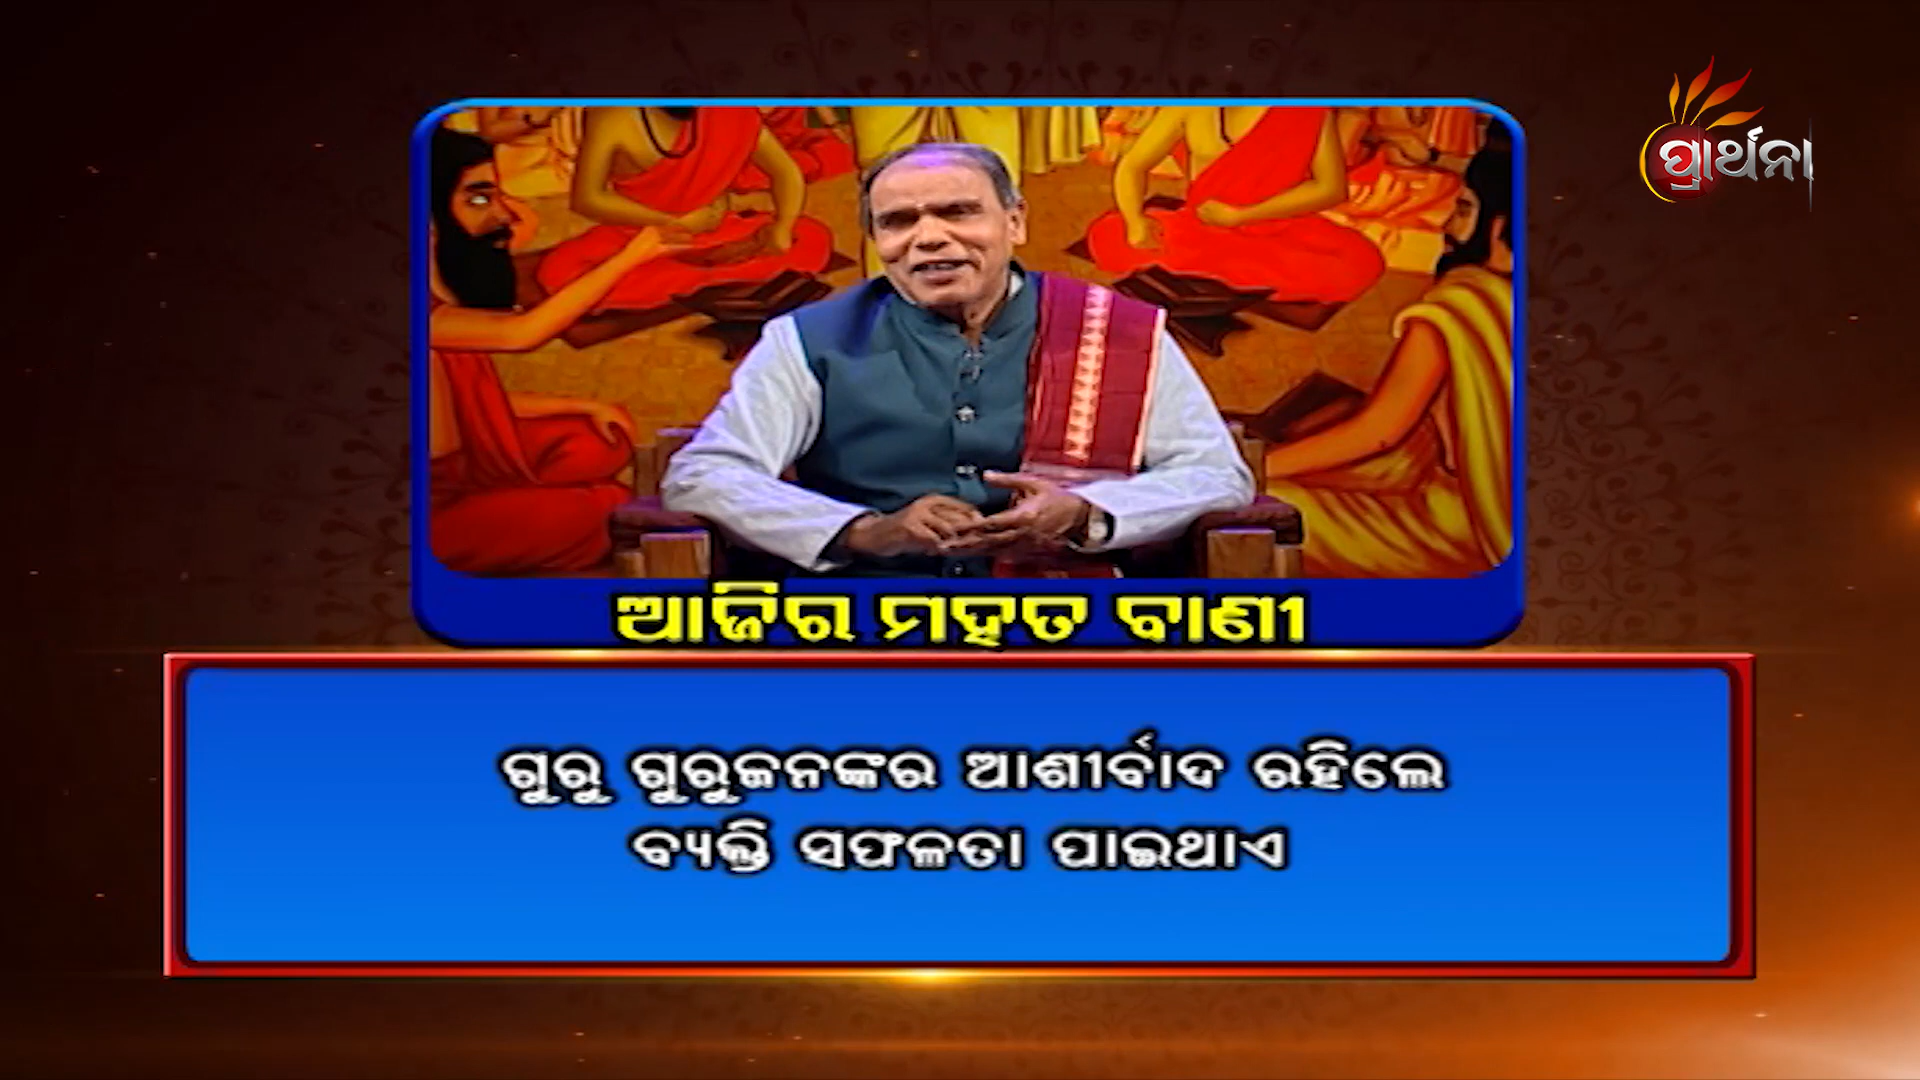 ପ୍ରାର୍ଥନା
ଆଜିର ମହତ ବାଣୀ
ଗୁରୁ ଗୁରୁଜନଙ୍କର ଆଶୀର୍ବାଦ ରହିଲେ
ବ୍ୟକ୍ତି ସଫଳତା ପାଇଥାଏ